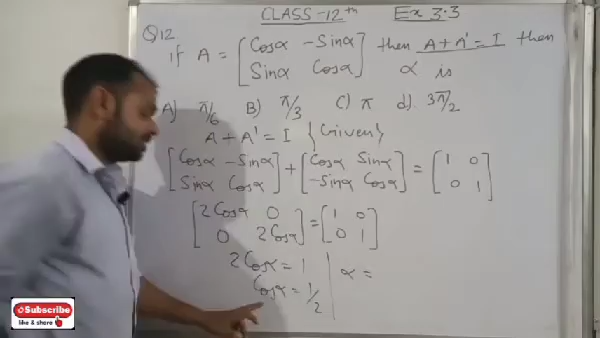 CLASS-12th Ex 3.3
Q12
If A = [Cosα -Sinα then A+A' = I then
Sinα Cosα] α is
A) π/6 B) π/3 C) π d) 3π/2
A+A' = I {Given}
[Cosα -Sinα + [Cosα Sinα = [1 0
Sinα Cosα] -Sinα Cosα] 0 1]
[2Cosα 0 = [1 0
0 2Cosα] 0 1]
2Cosα = 1 | α =
Cosα = 1/2
Subscribe
like & share